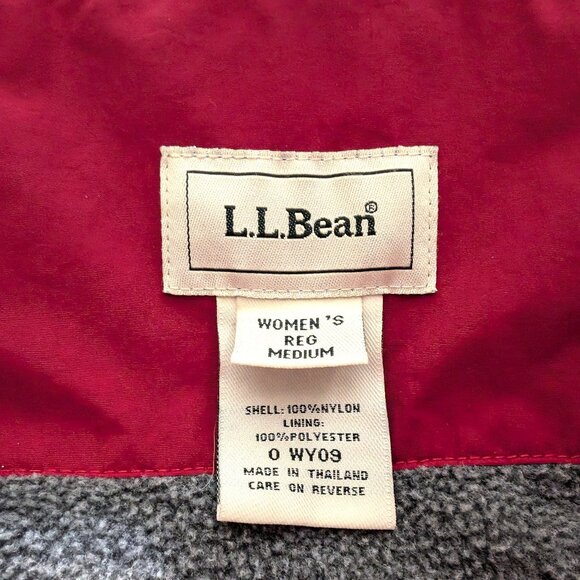 L.L.Bean®
WOMEN'S
REG
MEDIUM
SHELL: 100%NYLON
LINING:
100%POLYESTER
0 WY09
MADE IN THAILAND
CARE ON REVERSE